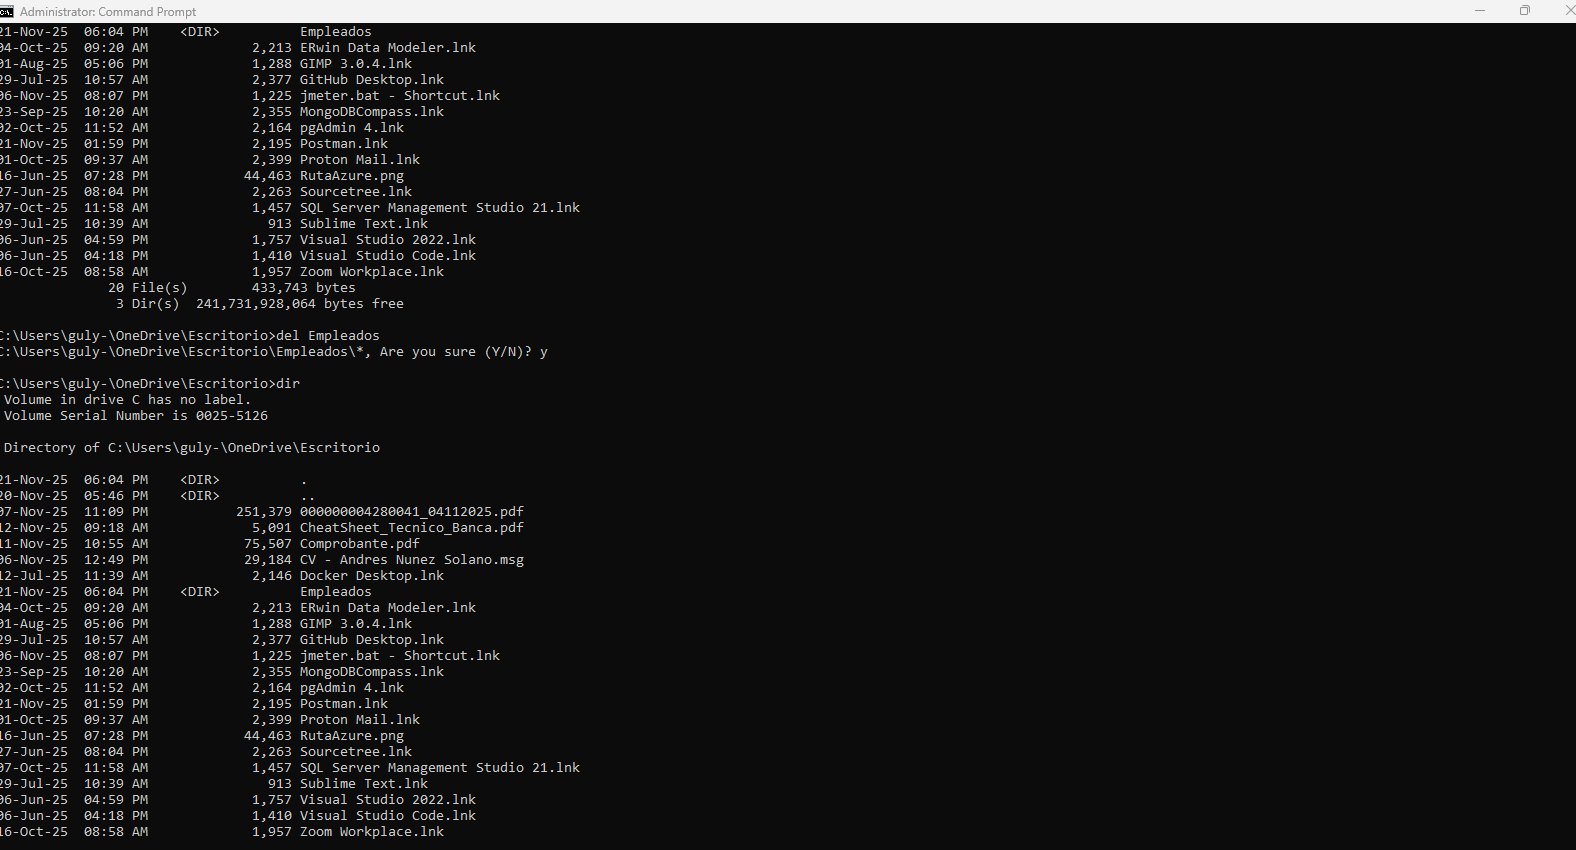 Administrator: Command Prompt
21-Nov-25  06:04 PM    <DIR>          Empleados
04-Oct-25  09:20 AM             2,213 ERwin Data Modeler.lnk
01-Aug-25  05:06 PM             1,288 GIMP 3.0.4.lnk
29-Jul-25  10:57 AM             2,377 GitHub Desktop.lnk
06-Nov-25  08:07 PM             1,225 jmeter.bat - Shortcut.lnk
23-Sep-25  10:20 AM             2,355 MongoDBCompass.lnk
02-Oct-25  11:52 AM             2,164 pgAdmin 4.lnk
21-Nov-25  01:59 PM             2,195 Postman.lnk
01-Oct-25  09:37 AM             2,399 Proton Mail.lnk
16-Jun-25  07:28 PM            44,463 RutaAzure.png
27-Jun-25  08:04 PM             2,263 Sourcetree.lnk
07-Oct-25  11:58 AM             1,457 SQL Server Management Studio 21.lnk
29-Jul-25  10:39 AM               913 Sublime Text.lnk
06-Jun-25  04:59 PM             1,757 Visual Studio 2022.lnk
06-Jun-25  04:18 PM             1,410 Visual Studio Code.lnk
16-Oct-25  08:58 AM             1,957 Zoom Workplace.lnk
              20 File(s)        433,743 bytes
               3 Dir(s)  241,731,928,064 bytes free
C:\Users\guly-\OneDrive\Escritorio>del Empleados
C:\Users\guly-\OneDrive\Escritorio\Empleados\*, Are you sure (Y/N)? y
C:\Users\guly-\OneDrive\Escritorio>dir
 Volume in drive C has no label.
 Volume Serial Number is 0025-5126
 Directory of C:\Users\guly-\OneDrive\Escritorio
21-Nov-25  06:04 PM    <DIR>          .
20-Nov-25  05:46 PM    <DIR>          ..
07-Nov-25  11:09 PM           251,379 000000004280041_04112025.pdf
12-Nov-25  09:18 AM             5,091 CheatSheet_Tecnico_Banca.pdf
11-Nov-25  10:55 AM            75,507 Comprobante.pdf
06-Nov-25  12:49 PM            29,184 CV - Andres Nunez Solano.msg
12-Jul-25  11:39 AM             2,146 Docker Desktop.lnk
21-Nov-25  06:04 PM    <DIR>          Empleados
04-Oct-25  09:20 AM             2,213 ERwin Data Modeler.lnk
01-Aug-25  05:06 PM             1,288 GIMP 3.0.4.lnk
29-Jul-25  10:57 AM             2,377 GitHub Desktop.lnk
06-Nov-25  08:07 PM             1,225 jmeter.bat - Shortcut.lnk
23-Sep-25  10:20 AM             2,355 MongoDBCompass.lnk
02-Oct-25  11:52 AM             2,164 pgAdmin 4.lnk
21-Nov-25  01:59 PM             2,195 Postman.lnk
01-Oct-25  09:37 AM             2,399 Proton Mail.lnk
16-Jun-25  07:28 PM            44,463 RutaAzure.png
27-Jun-25  08:04 PM             2,263 Sourcetree.lnk
07-Oct-25  11:58 AM             1,457 SQL Server Management Studio 21.lnk
29-Jul-25  10:39 AM               913 Sublime Text.lnk
06-Jun-25  04:59 PM             1,757 Visual Studio 2022.lnk
06-Jun-25  04:18 PM             1,410 Visual Studio Code.lnk
16-Oct-25  08:58 AM             1,957 Zoom Workplace.lnk